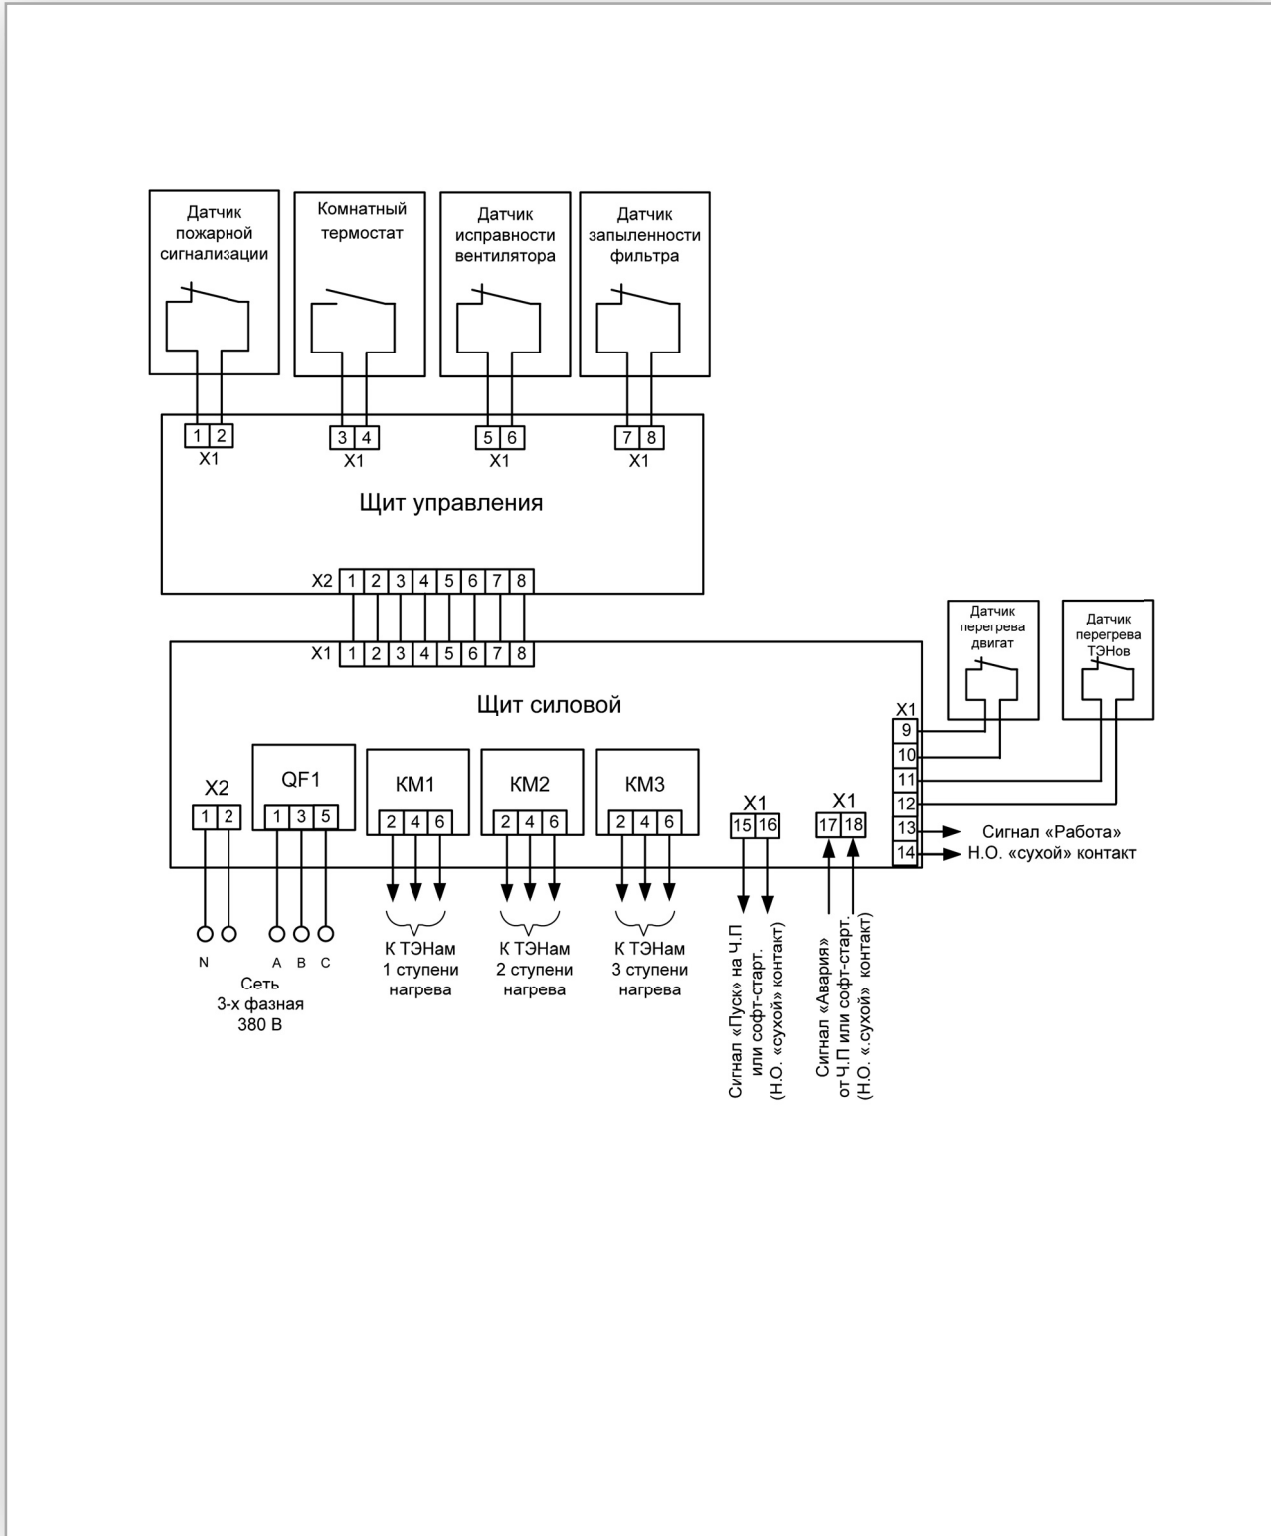 Датчик
пожарной
сигнализации
Комнатный
термостат
Датчик
исправности
вентилятора
Датчик
запыленности
фильтра
1 2
X1
3 4
X1
5 6
X1
7 8
X1
Щит управления
X2 1 2 3 4 5 6 7 8
X1 1 2 3 4 5 6 7 8
Щит силовой
Датчик
перегрева
двигат
Датчик
перегрева
ТЭНов
X1
9
10
11
12
13
14
Сигнал «Работа»
Н.О. «сухой» контакт
X2
1 2
QF1
1 3 5
КМ1
2 4 6
КМ2
2 4 6
КМ3
2 4 6
X1
15 16
X1
17 18
N
A B C
Сеть
3-х фазная
380 В
К ТЭНам
1 ступени
нагрева
К ТЭНам
2 ступени
нагрева
К ТЭНам
3 ступени
нагрева
Сигнал «Пуск» на Ч.П
или софт-старт.
(Н.О. «сухой» контакт)
Сигнал «Авария»
от Ч.П или софт-старт.
(Н.О. «.сухой» контакт)